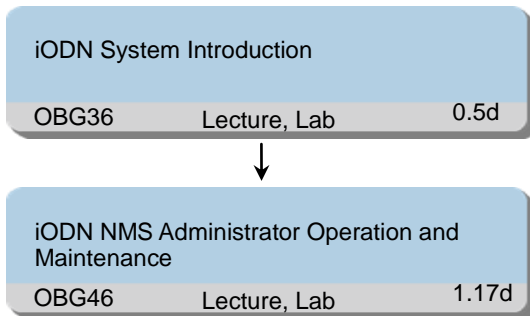 iODN System Introduction
OBG36 Lecture, Lab 0.5d
iODN NMS Administrator Operation and
Maintenance
OBG46 Lecture, Lab 1.17d